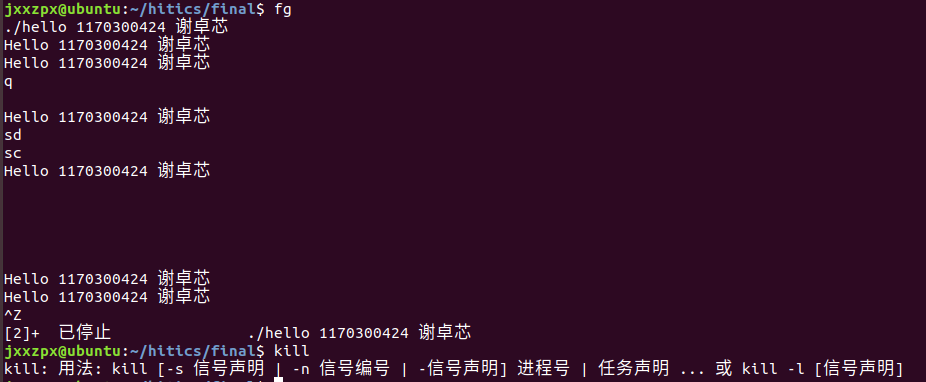 jxxzpx@ubuntu:~/hitics/final$ fg
./hello 1170300424 谢卓芯
Hello 1170300424 谢卓芯
Hello 1170300424 谢卓芯
q
Hello 1170300424 谢卓芯
sd
sc
Hello 1170300424 谢卓芯
Hello 1170300424 谢卓芯
Hello 1170300424 谢卓芯
^Z
[2]+  已停止               ./hello 1170300424 谢卓芯
jxxzpx@ubuntu:~/hitics/final$ kill
kill: 用法: kill [-s 信号声明 | -n 信号编号 | -信号声明] 进程号 | 任务声明 ... 或 kill -l [信号声明]